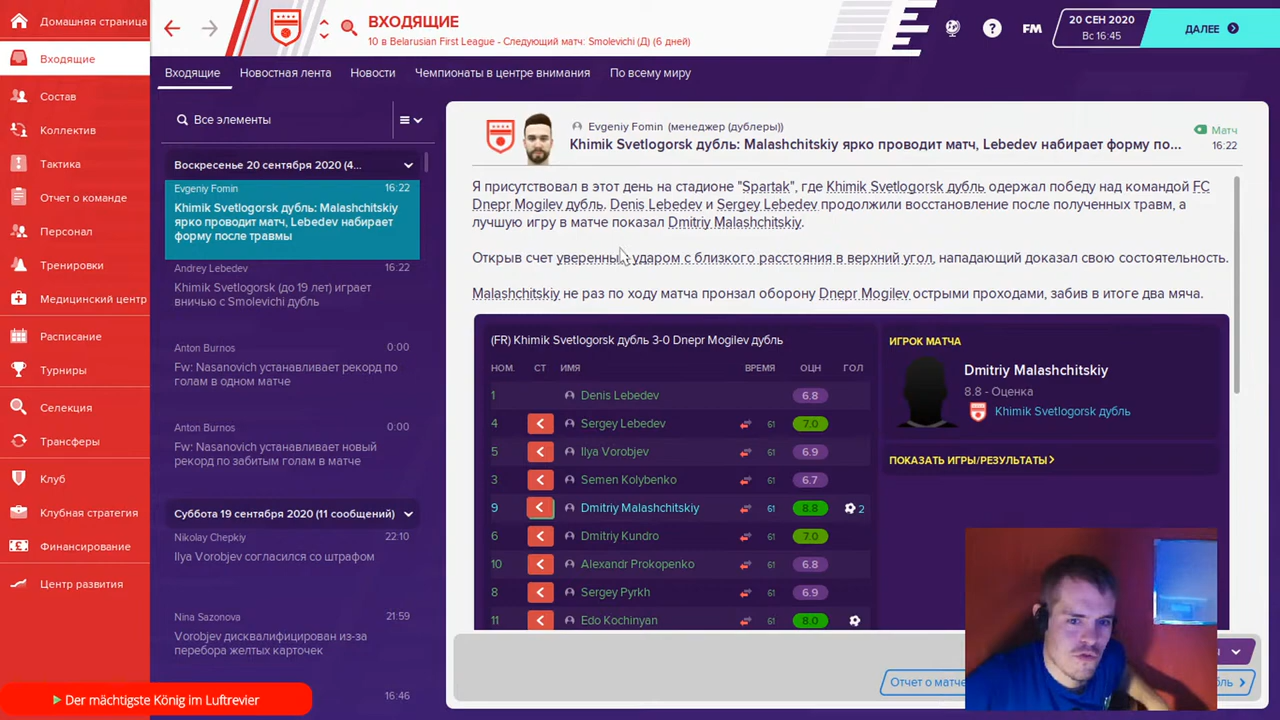 Домашняя страница
Входящие
Состав
Коллектив
Тактика
Отчет о команде
Персонал
Тренировки
Медицинский центр
Расписание
Турниры
Селекция
Трансферы
Клуб
Клубная стратегия
Финансирование
Центр развития
ВХОДЯЩИЕ
10 в Belarusian First League - Следующий матч: Smolevichi (Д) (6 дней)
?
FM
20 СЕН 2020
Вс 16:45
ДАЛЕЕ
Входящие Новостная лента Новости Чемпионаты в центре внимания По всему миру
Все элементы
Воскресенье 20 сентября 2020 (4...
Evgeniy Fomin 16:22
Khimik Svetlogorsk дубль: Malashchitskiy
ярко проводит матч, Lebedev набирает
форму после травмы
Andrey Lebedev 16:22
Khimik Svetlogorsk (до 19 лет) играет
вничью с Smolevichi дубль
Anton Burnos 0:00
Fw: Nasanovich устанавливает рекорд по
голам в одном матче
Anton Burnos 0:00
Fw: Nasanovich устанавливает новый
рекорд по забитым голам в матче
Суббота 19 сентября 2020 (11 сообщений)
Nikolay Chepkiy 22:10
Ilya Vorobjev согласился со штрафом
Nina Sazonova 21:59
Vorobjev дисквалифицирован из-за
перебора желтых карточек
16:46
Evgeniy Fomin (менеджер (дублеры))
Khimik Svetlogorsk дубль: Malashchitskiy ярко проводит матч, Lebedev набирает форму по...
Матч
16:22
Я присутствовал в этот день на стадионе "Spartak", где Khimik Svetlogorsk дубль одержал победу над командой FC
Dnepr Mogilev дубль. Denis Lebedev и Sergey Lebedev продолжили восстановление после полученных травм, а
лучшую игру в матче показал Dmitriy Malashchitskiy.
Открыв счет уверенным ударом с близкого расстояния в верхний угол, нападающий доказал свою состоятельность.
Malashchitskiy не раз по ходу матча пронзал оборону Dnepr Mogilev острыми проходами, забив в итоге два мяча.
(FR) Khimik Svetlogorsk дубль 3-0 Dnepr Mogilev дубль
НОМ. СТ ИМЯ ВРЕМЯ ОЦН ГОЛ
1 Denis Lebedev 6.8
4 Sergey Lebedev 61 7.0
5 Ilya Vorobjev 61 6.9
3 Semen Kolybenko 61 6.7
9 Dmitriy Malashchitskiy 61 8.8 2
6 Dmitriy Kundro 61 7.0
10 Alexandr Prokopenko 61 6.8
8 Sergey Pyrkh 61 6.9
11 Edo Kochinyan 61 8.0
ИГРОК МАТЧА
Dmitriy Malashchitskiy
8.8 - Оценка
Khimik Svetlogorsk дубль
ПОКАЗАТЬ ИГРЫ/РЕЗУЛЬТАТЫ
Отчет о матче
Der mächtigste König im Luftrevier